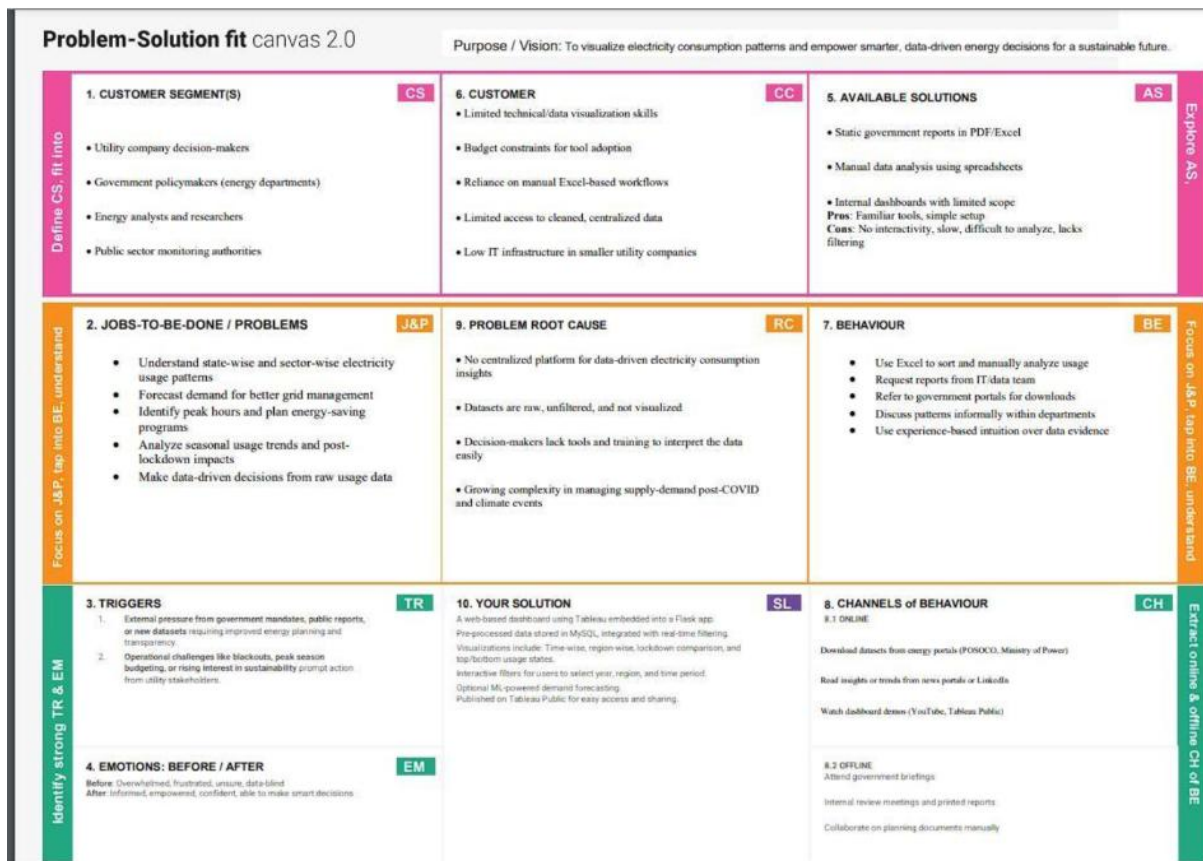 Problem-Solution fit canvas 2.0
Purpose / Vision: To visualize electricity consumption patterns and empower smarter, data-driven energy decisions for a sustainable future.
Define CS, fit into
1. CUSTOMER SEGMENT(S)
CS
• Utility company decision-makers
• Government policymakers (energy departments)
• Energy analysts and researchers
• Public sector monitoring authorities
6. CUSTOMER
CC
• Limited technical/data visualization skills
• Budget constraints for tool adoption
• Reliance on manual Excel-based workflows
• Limited access to cleaned, centralized data
• Low IT infrastructure in smaller utility companies
5. AVAILABLE SOLUTIONS
AS
• Static government reports in PDF/Excel
• Manual data analysis using spreadsheets
• Internal dashboards with limited scope
Pros: Familiar tools, simple setup
Cons: No interactivity, slow, difficult to analyze, lacks
filtering
Explore AS,
Focus on J&P, tap into BE, understand
2. JOBS-TO-BE-DONE / PROBLEMS
J&P
• Understand state-wise and sector-wise electricity
usage patterns
• Forecast demand for better grid management
• Identify peak hours and plan energy-saving
programs
• Analyze seasonal usage trends and post-
lockdown impacts
• Make data-driven decisions from raw usage data
9. PROBLEM ROOT CAUSE
RC
• No centralized platform for data-driven electricity consumption
insights
• Datasets are raw, unfiltered, and not visualized
• Decision-makers lack tools and training to interpret the data
easily
• Growing complexity in managing supply-demand post-COVID
and climate events
7. BEHAVIOUR
BE
• Use Excel to sort and manually analyze usage
• Request reports from IT/data team
• Refer to government portals for downloads
• Discuss patterns informally within departments
• Use experience-based intuition over data evidence
Focus on J&P, tap into BE, understand
Identify strong TR & EM
3. TRIGGERS
TR
1. External pressure from government mandates, public reports,
or new datasets requiring improved energy planning and
transparency.
2. Operational challenges like blackouts, peak season
budgeting, or rising interest in sustainability prompt action
from utility stakeholders.
4. EMOTIONS: BEFORE / AFTER
EM
Before: Overwhelmed, frustrated, unsure, data-blind
After: Informed, empowered, confident, able to make smart decisions
10. YOUR SOLUTION
SL
A web-based dashboard using Tableau embedded into a Flask app.
Pre-processed data stored in MySQL, integrated with real-time filtering.
Visualizations include: Time-wise, region-wise, lockdown comparison, and
top/bottom usage states.
Interactive filters for users to select year, region, and time period.
Optional ML-powered demand forecasting.
Published on Tableau Public for easy access and sharing.
8. CHANNELS of BEHAVIOUR
CH
8.1 ONLINE
Download datasets from energy portals (POSOCO, Ministry of Power)
Read insights or trends from news portals or LinkedIn
Watch dashboard demos (YouTube, Tableau Public)
8.2 OFFLINE
Attend government briefings
Internal review meetings and printed reports
Collaborate on planning documents manually
Extract online & offline CH of BE